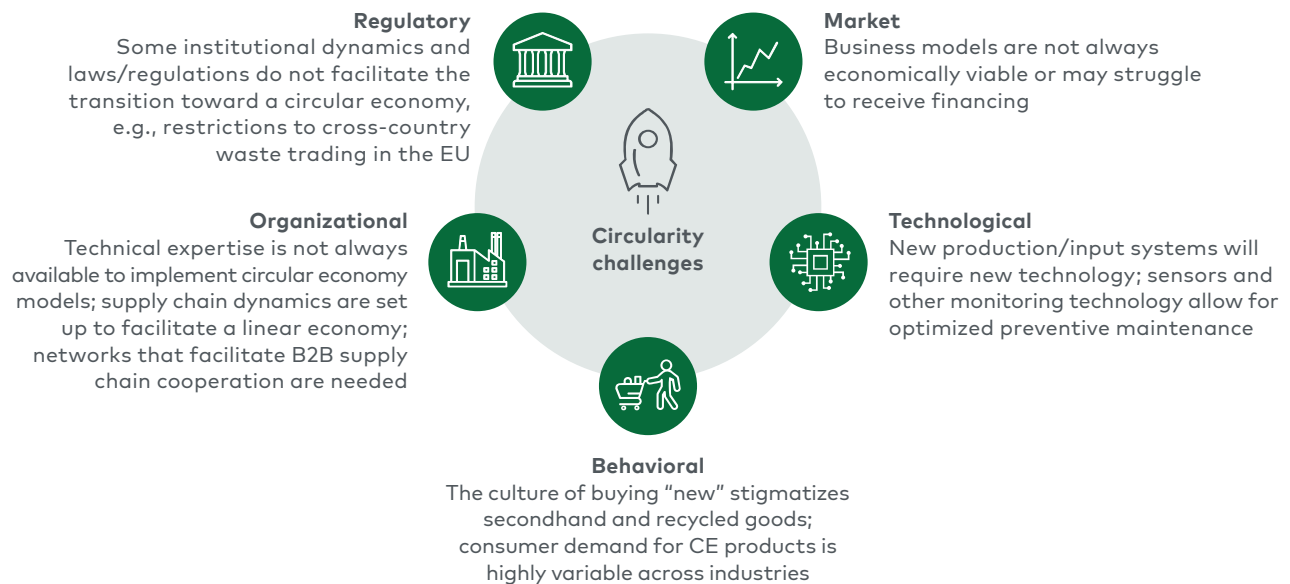 Regulatory
Some institutional dynamics and
laws/regulations do not facilitate the
transition toward a circular economy,
e.g., restrictions to cross-country
waste trading in the EU
Market
Business models are not always
economically viable or may struggle
to receive financing
Circularity
challenges
Organizational
Technical expertise is not always
available to implement circular economy
models; supply chain dynamics are set
up to facilitate a linear economy;
networks that facilitate B2B supply
chain cooperation are needed
Technological
New production/input systems will
require new technology; sensors and
other monitoring technology allow for
optimized preventive maintenance
Behavioral
The culture of buying “new” stigmatizes
secondhand and recycled goods;
consumer demand for CE products is
highly variable across industries